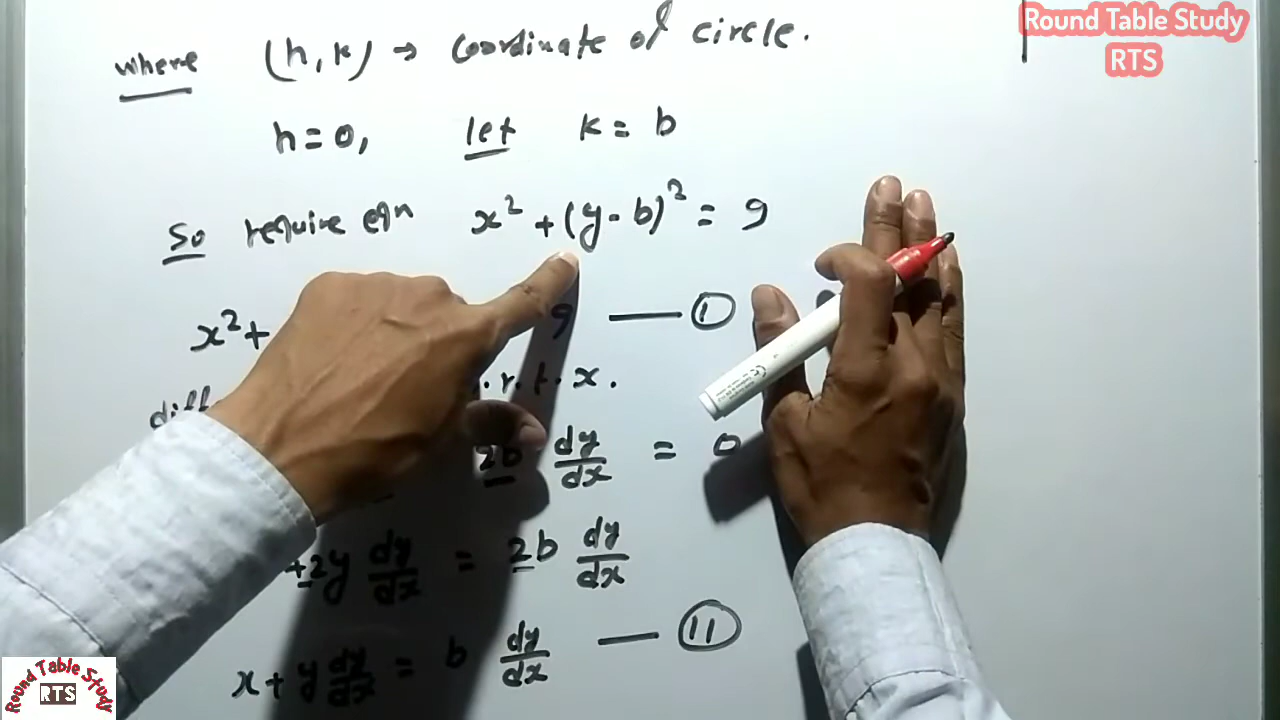 Round Table Study
RTS
where (h, k) → coordinate of circle.
h = 0, let k = b
So require eqn x² + (y - b)² = 9
x² + 9 —— ①
diff .r.t. x.
2b dy/dx = 0
+2y dy/dx = 2b dy/dx
x + y dy/dx = b dy/dx —— ⑪
Round Table Study
RTS